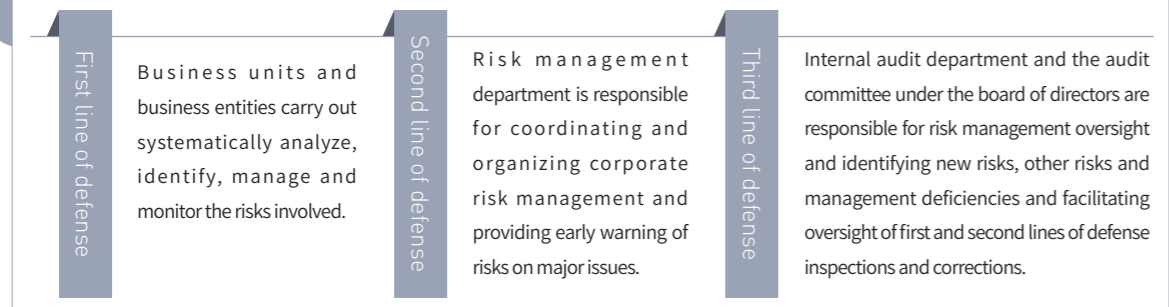 First line of defense
Business units and
business entities carry out
systematically analyze,
identify, manage and
monitor the risks involved.
Second line of defense
Risk management
department is responsible
for coordinating and
organizing corporate
risk management and
providing early warning of
risks on major issues.
Third line of defense
Internal audit department and the audit
committee under the board of directors are
responsible for risk management oversight
and identifying new risks, other risks and
management deficiencies and facilitating
oversight of first and second lines of defense
inspections and corrections.